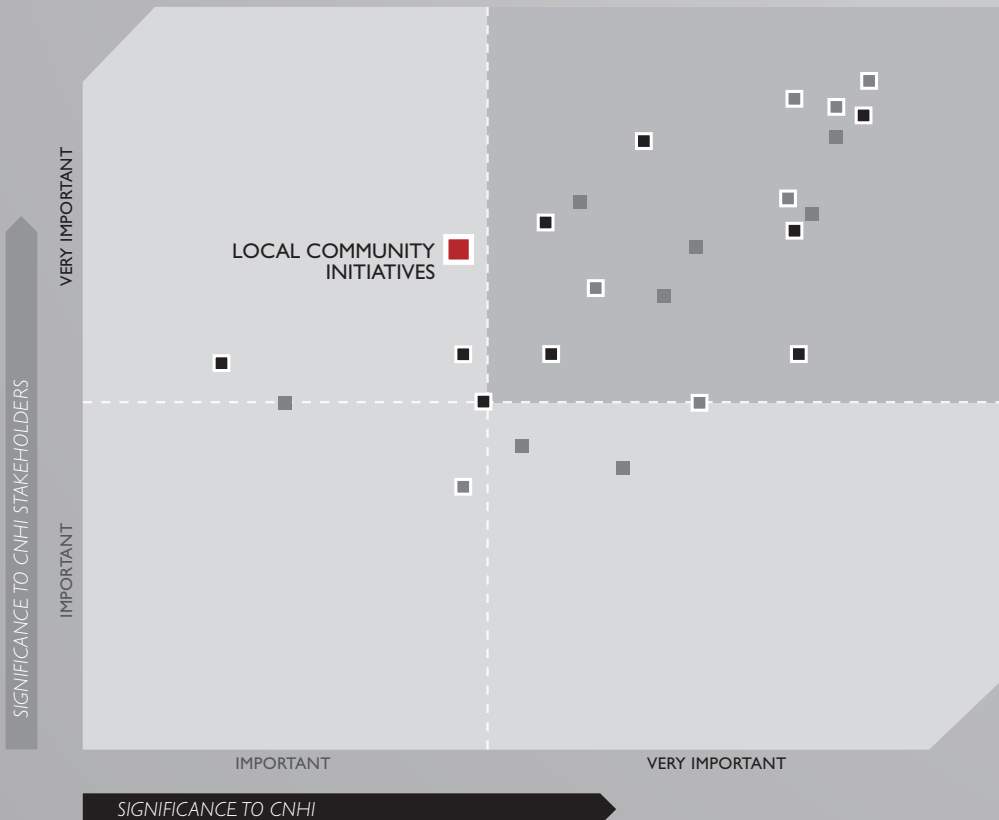 VERY IMPORTANT
LOCAL COMMUNITY
INITIATIVES
SIGNIFICANCE TO CNHI STAKEHOLDERS
IMPORTANT
IMPORTANT
VERY IMPORTANT
SIGNIFICANCE TO CNHI